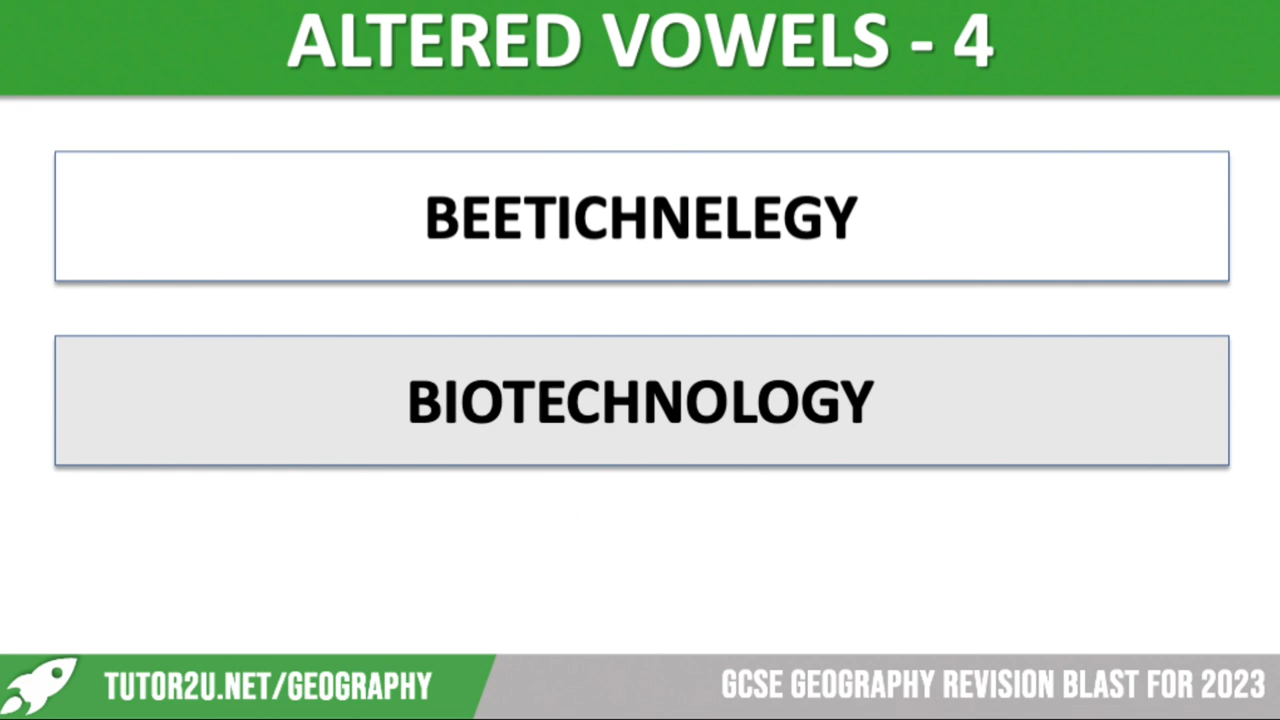 ALTERED VOWELS - 4
BEETICHNELEGY
BIOTECHNOLOGY
TUTOR2U.NET/GEOGRAPHY
GCSE GEOGRAPHY REVISION BLAST FOR 2023